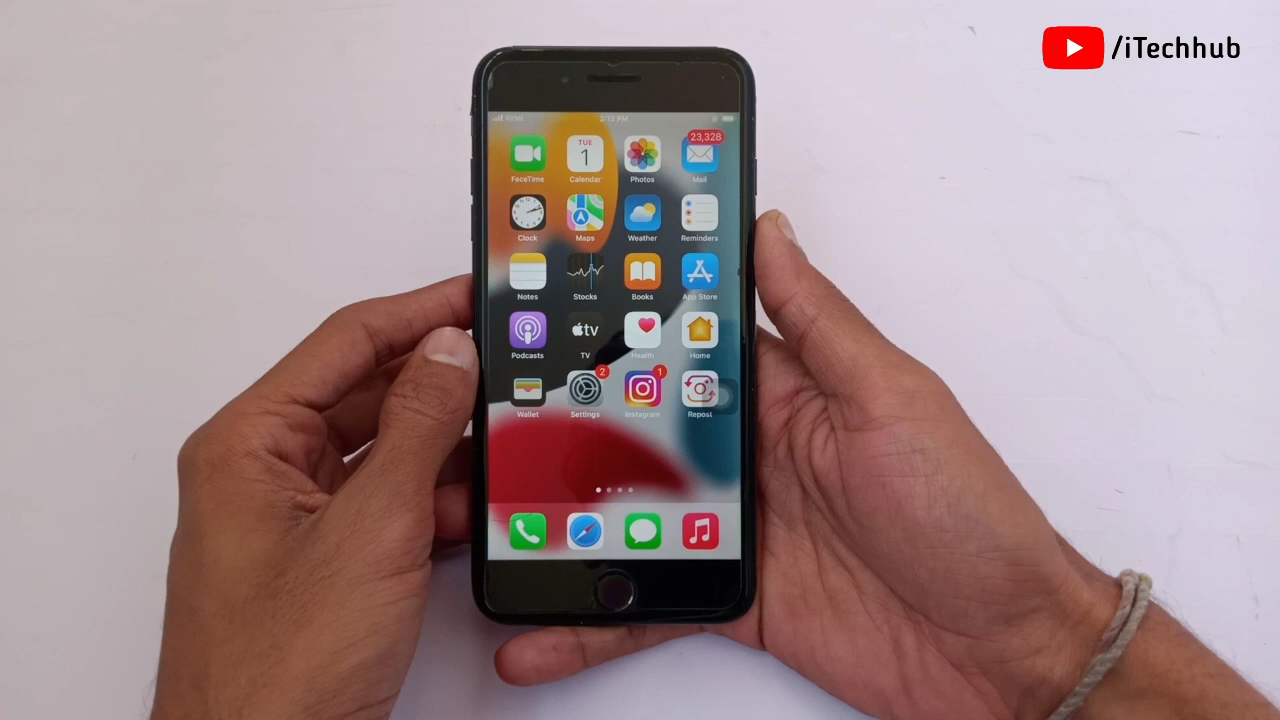 /iTechhub
Airtel 2:12 PM
23,328
TUE
1
FaceTime Calendar Photos Mail
Clock Maps Weather Reminders
Notes Stocks Books App Store
tv
Podcasts TV Health Home
2 1
Wallet Settings Instagram Repost